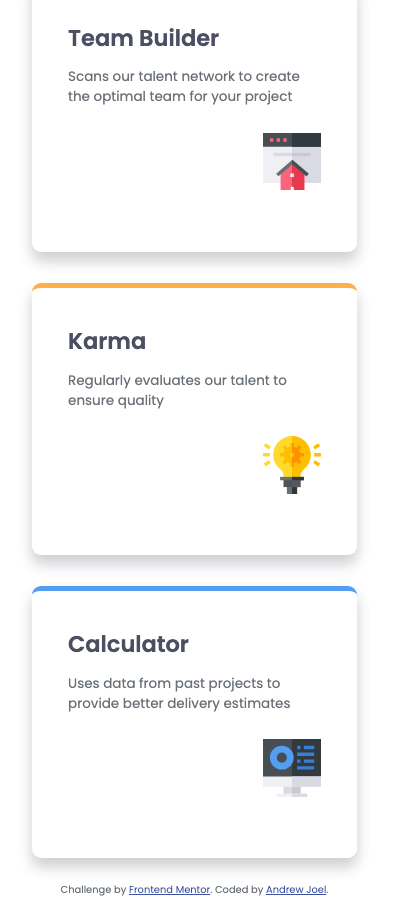 Team Builder
Scans our talent network to create
the optimal team for your project
Karma
Regularly evaluates our talent to
ensure quality
Calculator
Uses data from past projects to
provide better delivery estimates
Challenge by Frontend Mentor. Coded by Andrew Joel.